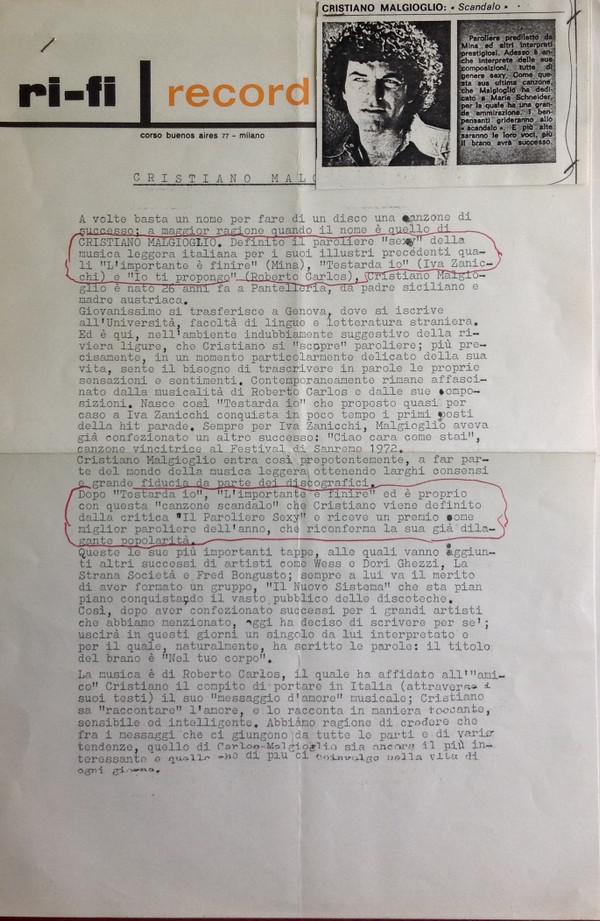 ri-fi record
corso buenos aires 77 - milano
CRISTIANO MALGIOGLIO: « Scandalo »
Paroliere prediletto da
Mina ed altri interpreti
prestigiosi. Adesso è an-
che interprete delle sue
composizioni, tutte di
genere sexy. Come que-
sta sua ultima canzone,
che Malgioglio ha dedi-
cato a Maria Schneider,
per la quale ha una gran-
de ammirazione. I ben-
pensanti grideranno allo
« scandalo ». E più alte
saranno le loro voci, più
il brano avrà successo.
CRISTIANO MALG
A volte basta un nome per fare di un disco una canzone di
successo; a maggior ragione quando il nome è quello di
CRISTIANO MALGIOGLIO. Definito il paroliere "sexy" della
musica leggera italiana per i suoi illustri precedenti qua-
li "L'importante è finire" (Mina), "Testarda io" (Iva Zanic-
chi) e "Io ti propongo" (Roberto Carlos), Cristiano Malgio-
glio è nato 26 anni fa a Pantelleria, da padre siciliano e
madre austriaca.
Giovanissimo si trasferisce a Genova, dove si iscrive
all'Università, facoltà di lingue e letteratura straniera.
Ed è qui, nell'ambiente indubbiamente suggestivo della ri-
viera ligure, che Cristiano si "scopre" paroliere; più pre-
cisamente, in un momento particolarmente delicato della sua
vita, sente il bisogno di trascrivere in parole le proprie
sensazioni e sentimenti. Contemporaneamente rimane affasci-
nato dalla musicalità di Roberto Carlos e dalle sue compo-
sizioni. Nasce così "Testarda io" che proposto quasi per
caso a Iva Zanicchi conquista in poco tempo i primi posti
della hit parade. Sempre per Iva Zanicchi, Malgioglio aveva
già confezionato un altro successo: "Ciao cara come stai",
canzone vincitrice al Festival di Sanremo 1972.
Cristiano Malgioglio entra così prepotentemente, a far par-
te del mondo della musica leggera ottenendo larghi consensi
e grande fiducia da parte dei discografici.
Dopo "Testarda io", "L'importante è finire" ed è proprio
con questa "canzone scandalo" che Cristiano viene definito
dalla critica "Il Paroliere Sexy" e riceve un premio come
miglior paroliere dell'anno, che riconferma la sua già dila-
gante popolarità.
Queste le sue più importanti tappe, alle quali vanno aggiun-
ti altri successi di artisti come Wess e Dori Ghezzi, La
Strana Società e Fred Bongusto; sempre a lui va il merito
di aver formato un gruppo, "Il Nuovo Sistema" che sta pian
piano conquistando il vasto pubblico delle discoteche.
Così, dopo aver confezionato successi per i grandi artisti
che abbiamo menzionato, oggi ha deciso di scrivere per se';
uscirà in questi giorni un singolo da lui interpretato e
per il quale, naturalmente, ha scritto le parole: il titolo
del brano è "Nel tuo corpo".
La musica è di Roberto Carlos, il quale ha affidato all'"ami-
co" Cristiano il compito di portare in Italia (attraverso i
suoi testi) il suo "messaggio d'amore" musicale; Cristiano
sa "raccontare" l'amore, e lo racconta in maniera toccante,
sensibile ed intelligente. Abbiamo ragione di credere che
fra i messaggi che ci giungono da tutte le parti e di varie
tendenze, quello di Carlos-Malgioglio sia ancora il più in-
teressante e quello che di più ci coinvolge nella vita di
ogni giorno.